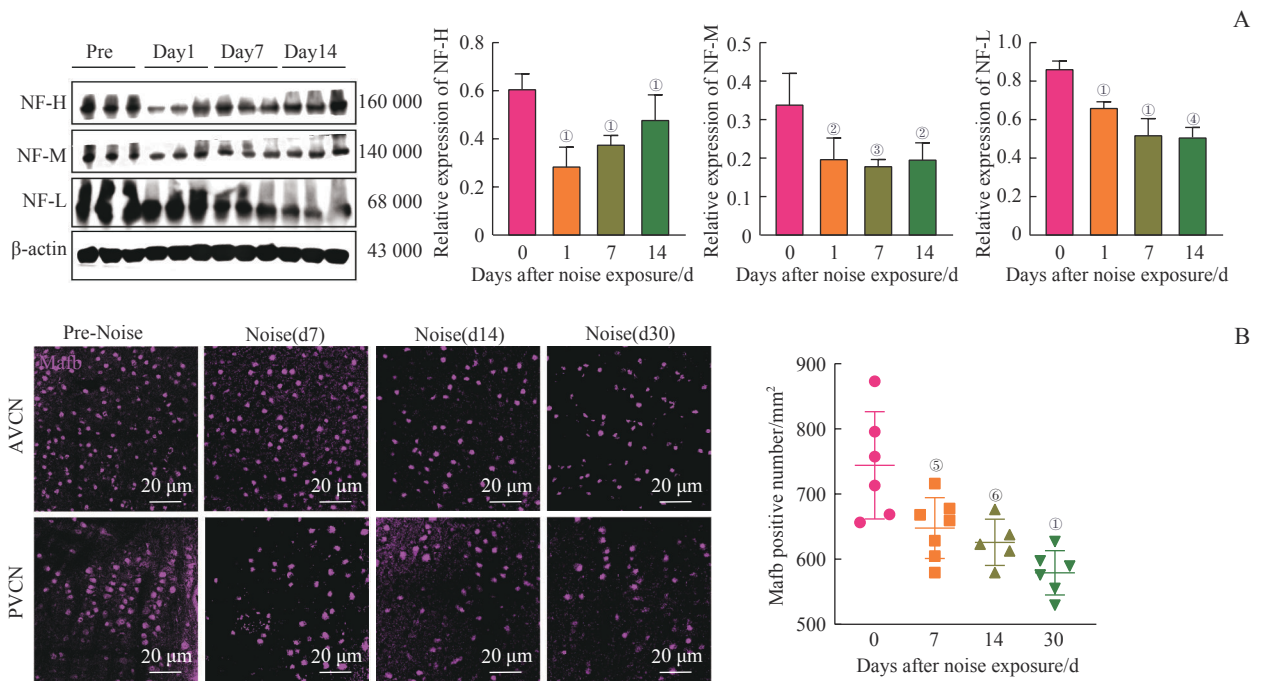 A
Pre Day1 Day7 Day14
NF-H 160 000
NF-M 140 000
NF-L 68 000
β-actin 43 000
Relative expression of NF-H
0.8
0.6
0.4
0.2
0
① ① ①
0 1 7 14
Days after noise exposure/d
Relative expression of NF-M
0.5
0.4
0.3
0.2
0.1
0
② ③ ②
0 1 7 14
Days after noise exposure/d
Relative expression of NF-L
1.0
0.8
0.6
0.4
0.2
0
① ① ④
0 1 7 14
Days after noise exposure/d
B
Pre-Noise Noise(d7) Noise(d14) Noise(d30)
Mafb
AVCN
20 μm 20 μm 20 μm 20 μm
PVCN
20 μm 20 μm 20 μm 20 μm
Mafb positive number/mm²
900
800
700
600
500
⑤ ⑥ ①
0 7 14 30
Days after noise exposure/d